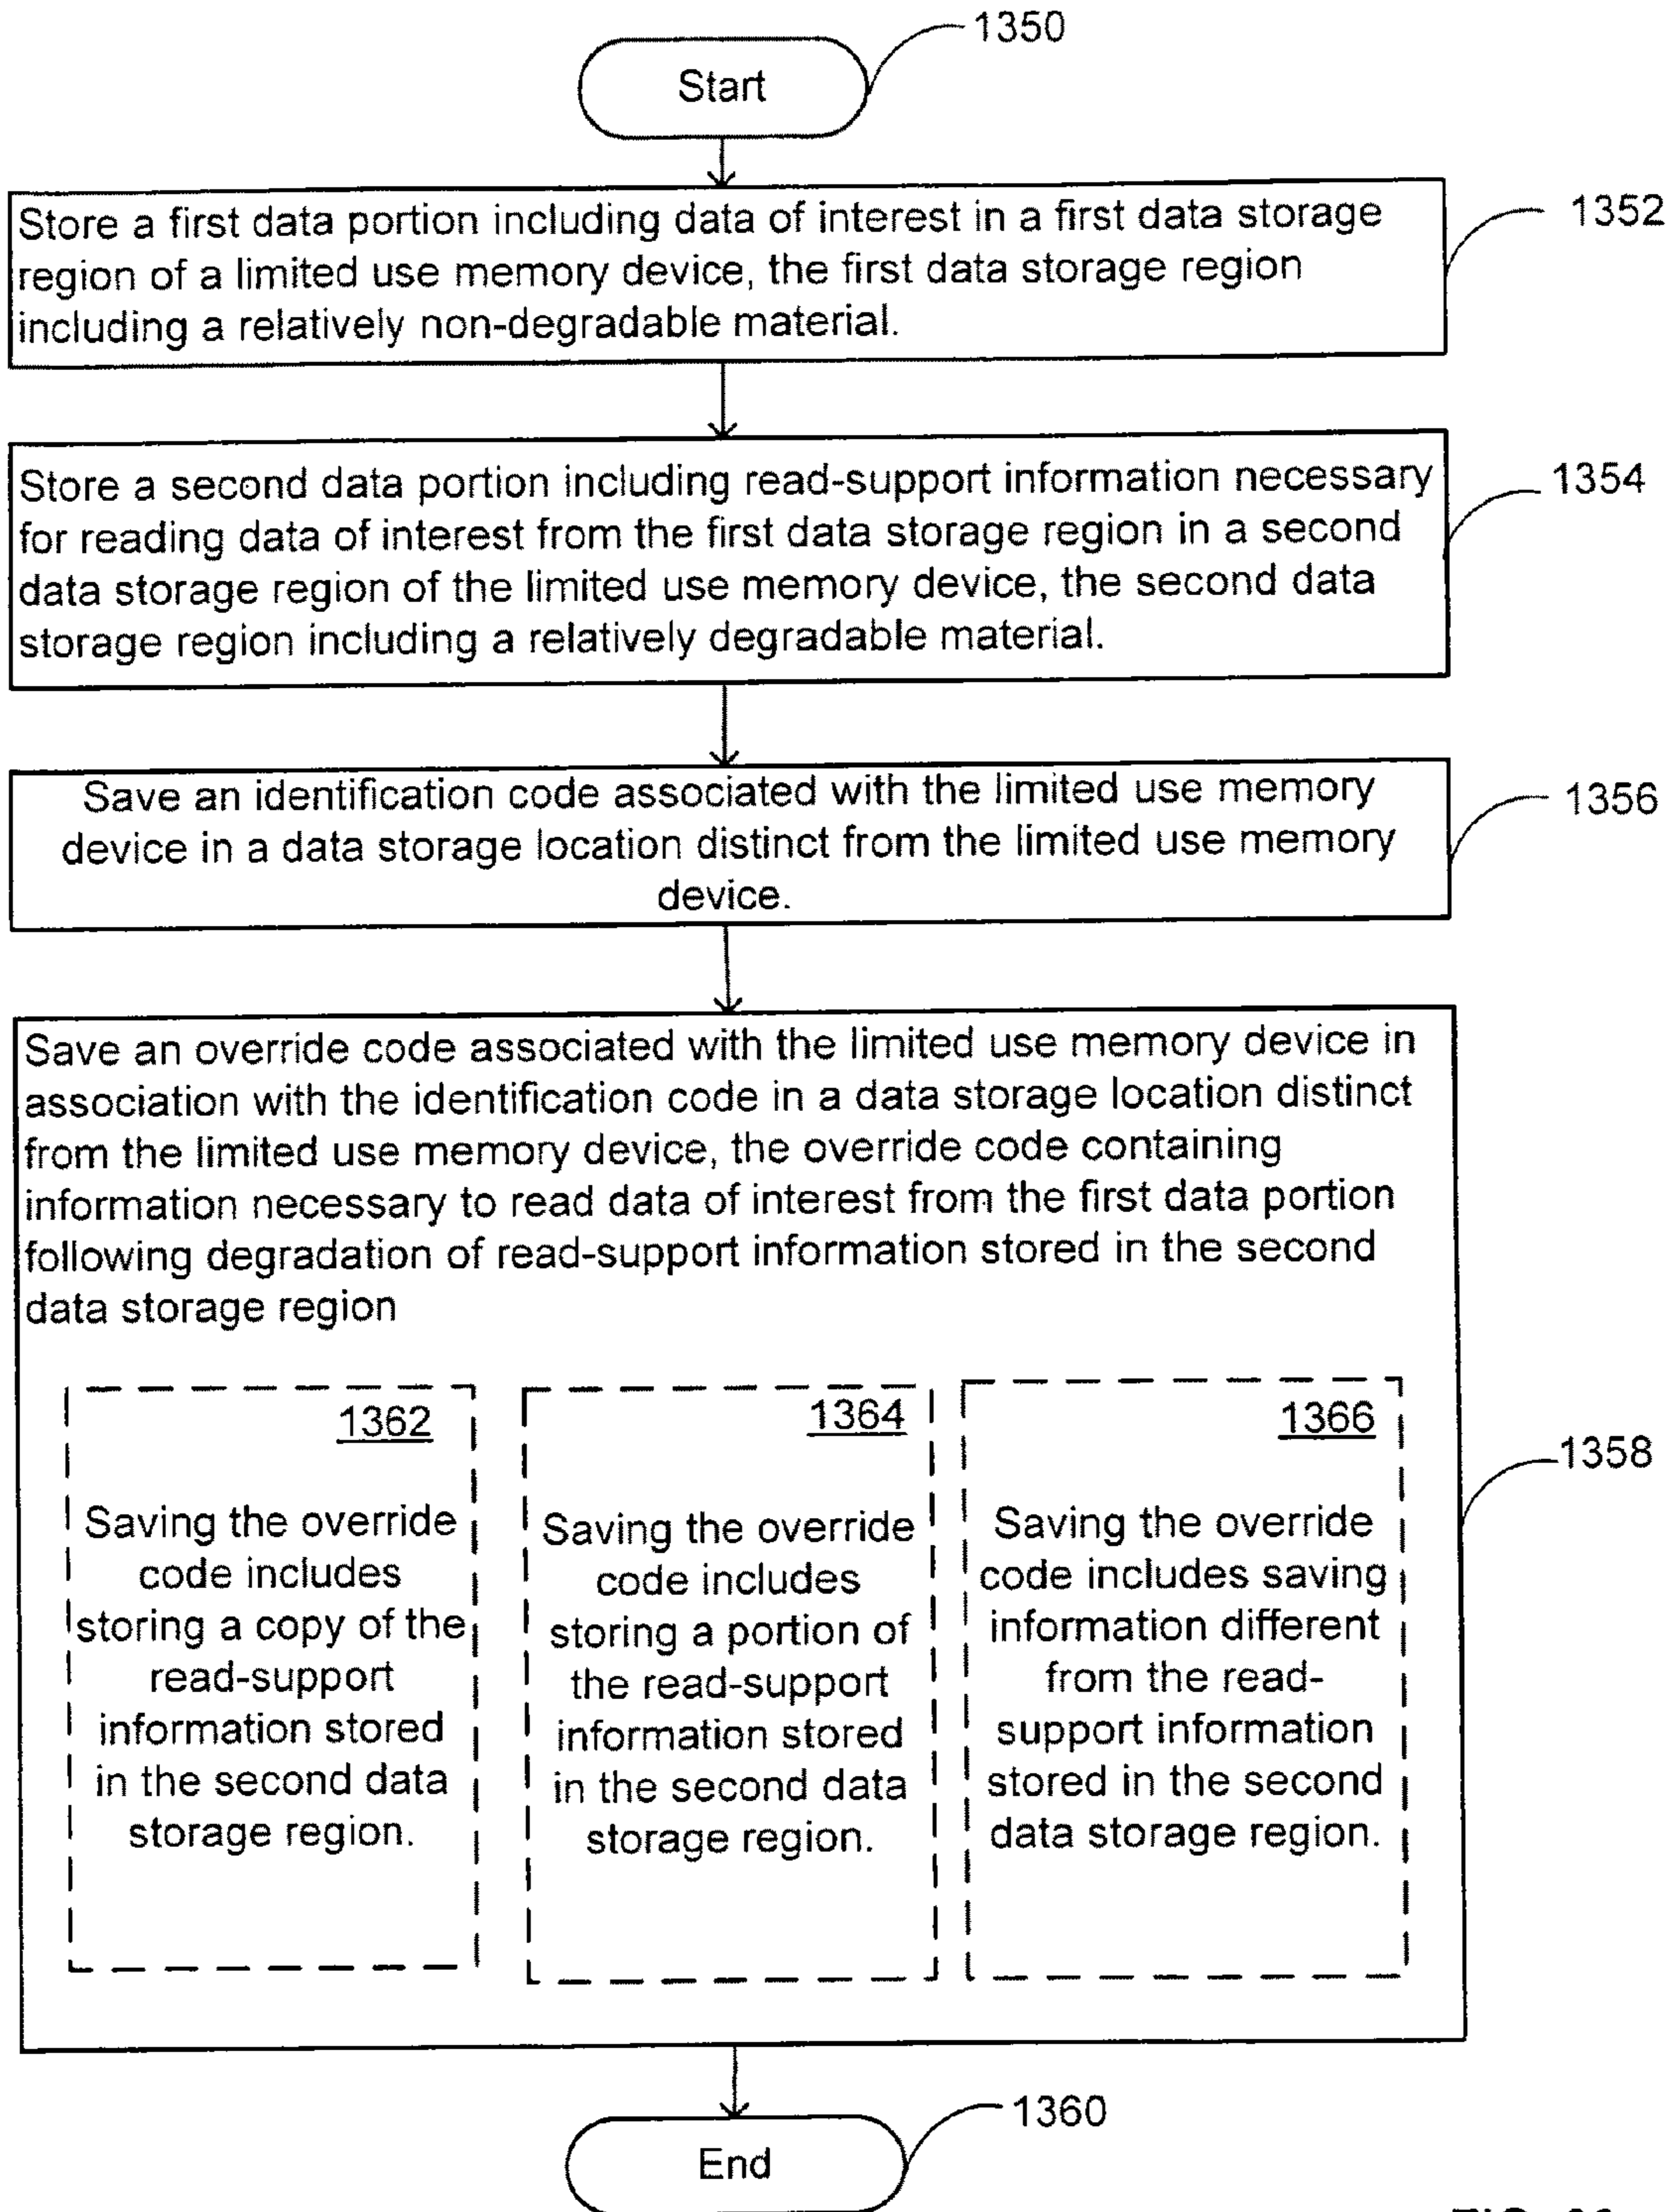 1350
Start
1352
Store a first data portion including data of interest in a first data storage
region of a limited use memory device, the first data storage region
including a relatively non-degradable material.
1354
Store a second data portion including read-support information necessary
for reading data of interest from the first data storage region in a second
data storage region of the limited use memory device, the second data
storage region including a relatively degradable material.
1356
Save an identification code associated with the limited use memory
device in a data storage location distinct from the limited use memory
device.
Save an override code associated with the limited use memory device in
association with the identification code in a data storage location distinct
from the limited use memory device, the override code containing
information necessary to read data of interest from the first data portion
following degradation of read-support information stored in the second
data storage region
1358
1362
Saving the override
code includes
storing a copy of the
read-support
information stored
in the second data
storage region.
1364
Saving the override
code includes
storing a portion of
the read-support
information stored
in the second data
storage region.
1366
Saving the override
code includes saving
information different
from the read-
support information
stored in the second
data storage region.
1360
End